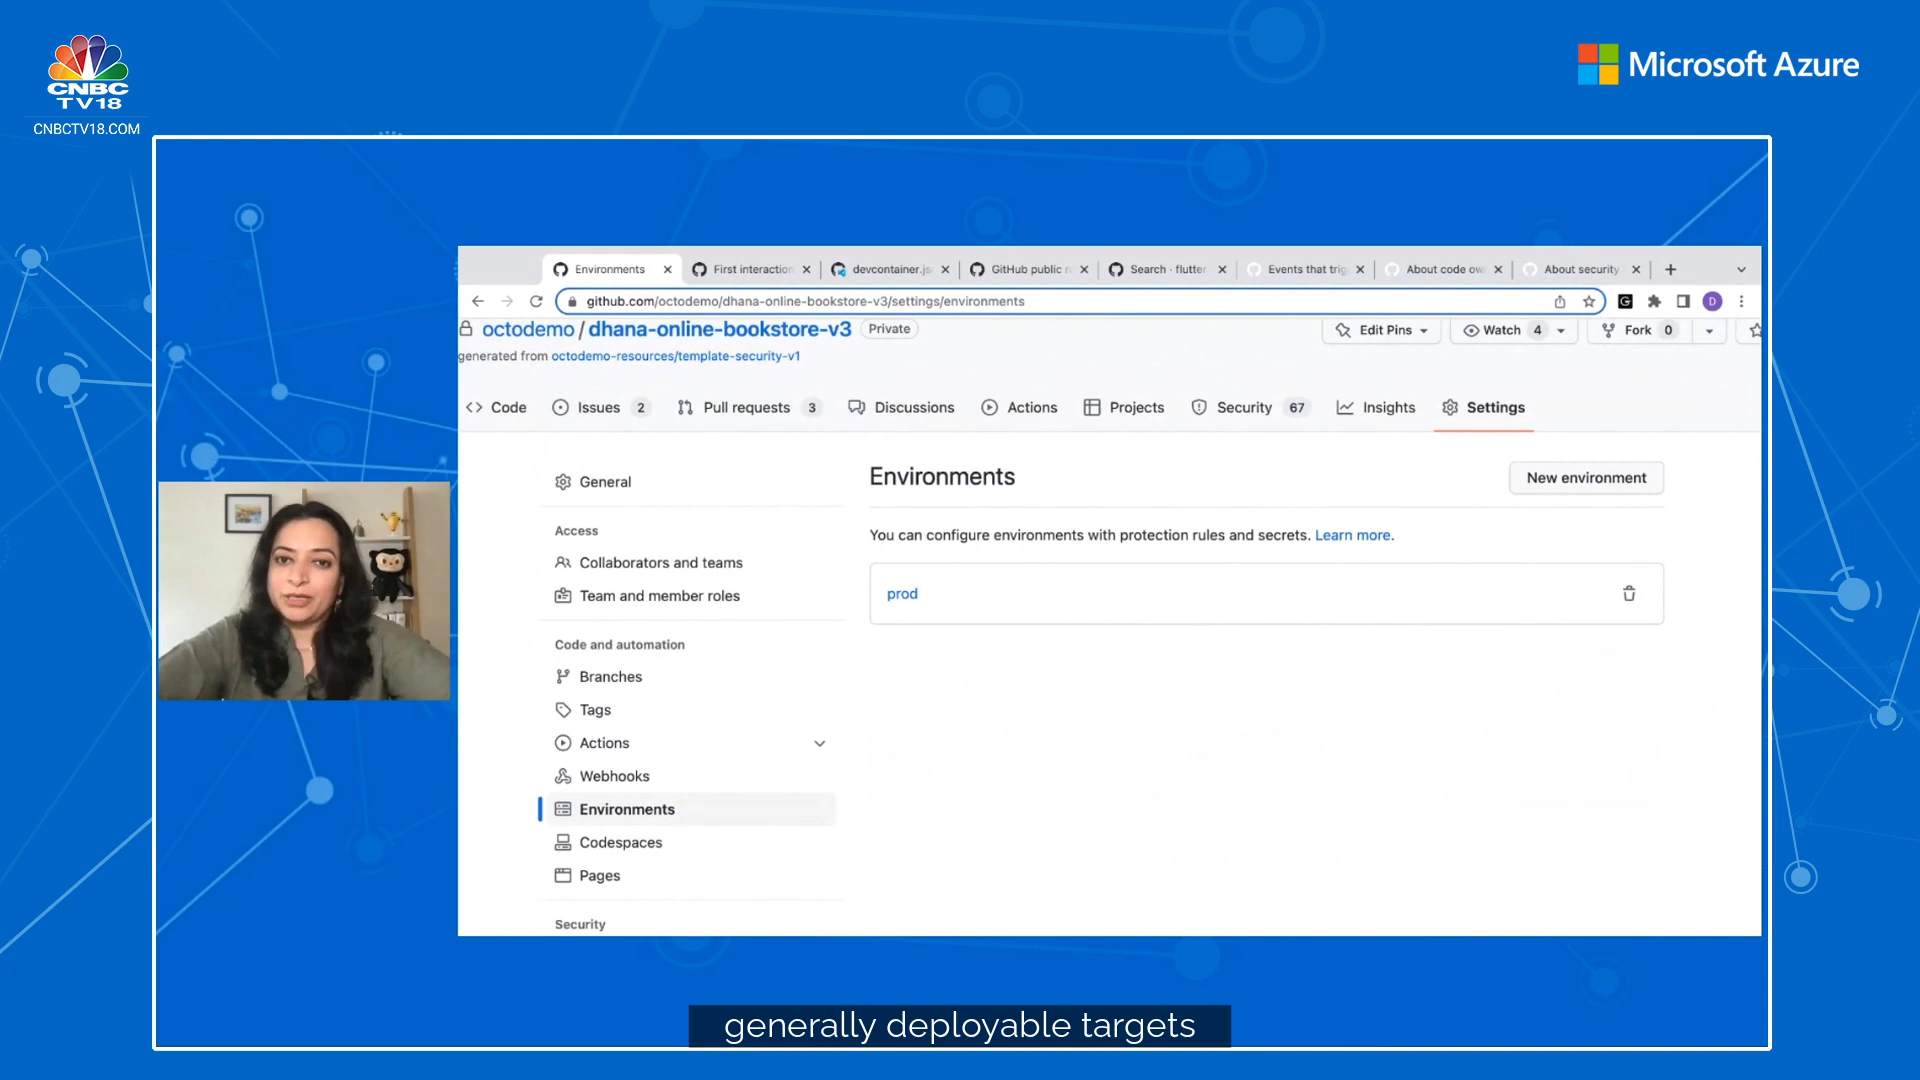 CNBC
TV18
CNBCTV18.COM
Microsoft Azure
Environments
First interaction
devcontainer.js
GitHub public r
Search · flutter
Events that trig
About code ow
About security
github.com/octodemo/dhana-online-bookstore-v3/settings/environments
D
octodemo / dhana-online-bookstore-v3 Private
Edit Pins
Watch 4
Fork 0
generated from octodemo-resources/template-security-v1
Code
Issues 2
Pull requests 3
Discussions
Actions
Projects
Security 67
Insights
Settings
General
Access
Collaborators and teams
Team and member roles
Code and automation
Branches
Tags
Actions
Webhooks
Environments
Codespaces
Pages
Security
Environments
New environment
You can configure environments with protection rules and secrets. Learn more.
prod
generally deployable targets